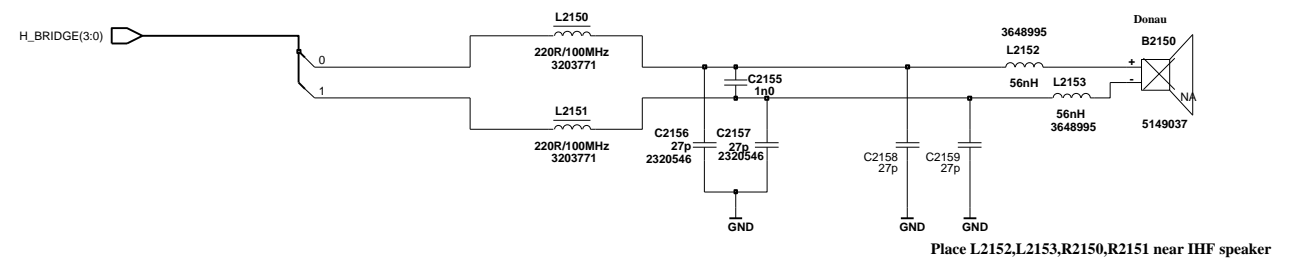 H_BRIDGE(3:0)
0
1
L2150
220R/100MHz
3203771
L2151
220R/100MHz
3203771
C2155
1n0
C2156
27p
2320546
C2157
27p
2320546
GND
C2158
27p
GND
C2159
27p
GND
3648995
L2152
56nH
L2153
56nH
3648995
Donau
B2150
+
-
NA
5149037
Place L2152,L2153,R2150,R2151 near IHF speaker